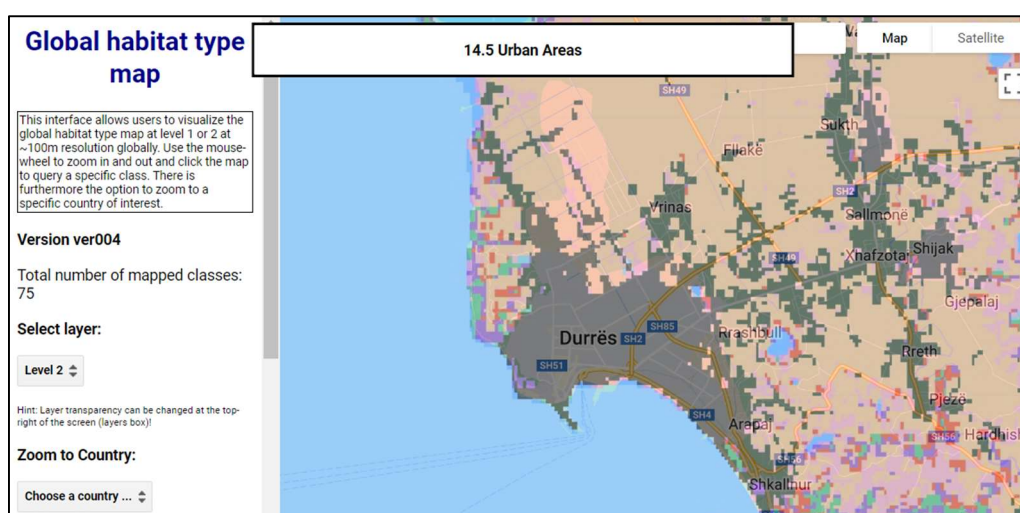 Global habitat type
map
This interface allows users to visualize the
global habitat type map at level 1 or 2 at
~100m resolution globally. Use the mouse-
wheel to zoom in and out and click the map
to query a specific class. There is
furthermore the option to zoom to a
specific country of interest.
Version ver004
Total number of mapped classes:
75
Select layer:
Level 2
Hint: Layer transparency can be changed at the top-
right of the screen (layers box)!
Zoom to Country:
Choose a country ...
14.5 Urban Areas
Map
Satellite
SH49
Sukth
Fllakë
SH2
Vrinas
Sallmonë
Xhafzotaj
Shijak
SH49
Gjepalaj
SH85
Rrashbull
Durrës
SH2
Rreth
SH51
Pjezë
SH4
Arapaj
SH56
Hardhish
SH56
Shkallnur